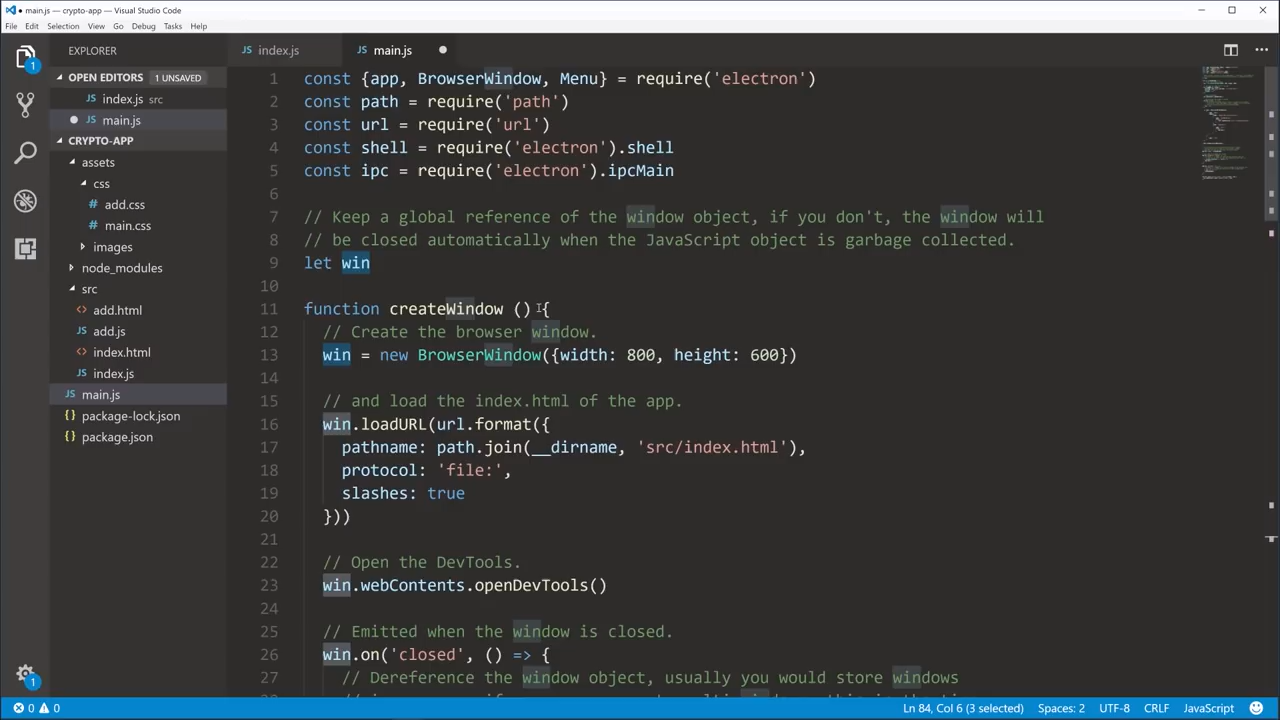 main.js - crypto-app - Visual Studio Code
File Edit Selection View Go Debug Tasks Help
EXPLORER
OPEN EDITORS 1 UNSAVED
index.js src
main.js
CRYPTO-APP
assets
css
add.css
main.css
images
node_modules
src
add.html
add.js
index.html
index.js
main.js
package-lock.json
package.json
1
1
index.js main.js
1 const {app, BrowserWindow, Menu} = require('electron')
2 const path = require('path')
3 const url = require('url')
4 const shell = require('electron').shell
5 const ipc = require('electron').ipcMain
6
7 // Keep a global reference of the window object, if you don't, the window will
8 // be closed automatically when the JavaScript object is garbage collected.
9 let win
10
11 function createWindow () {
12 // Create the browser window.
13 win = new BrowserWindow({width: 800, height: 600})
14
15 // and load the index.html of the app.
16 win.loadURL(url.format({
17 pathname: path.join(__dirname, 'src/index.html'),
18 protocol: 'file:',
19 slashes: true
20 }))
21
22 // Open the DevTools.
23 win.webContents.openDevTools()
24
25 // Emitted when the window is closed.
26 win.on('closed', () => {
27 // Dereference the window object, usually you would store windows
0 0 Ln 84, Col 6 (3 selected) Spaces: 2 UTF-8 CRLF JavaScript